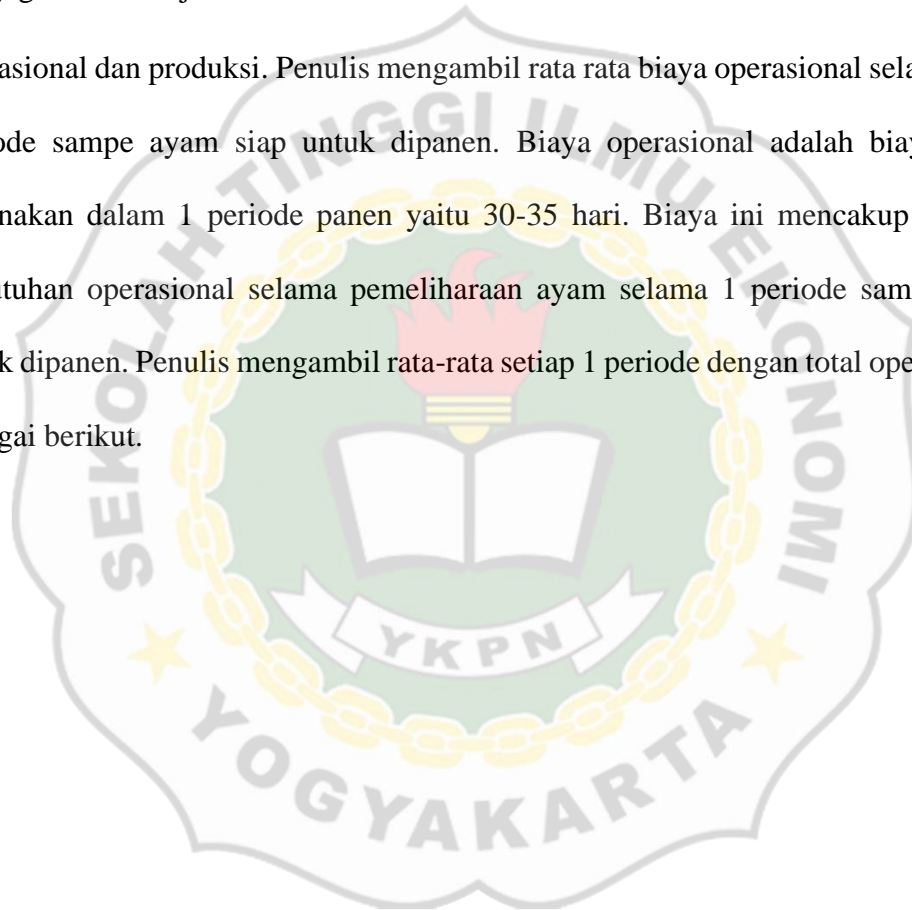 asional dan produksi. Penulis mengambil rata rata biaya operasional sela
ode sampe ayam siap untuk dipanen. Biaya operasional adalah biay
nakan dalam 1 periode panen yaitu 30-35 hari. Biaya ini mencakup
utuhan operasional selama pemeliharaan ayam selama 1 periode sam
k dipanen. Penulis mengambil rata-rata setiap 1 periode dengan total ope
gai berikut.
SEKOLAH TINGGI ILMU EKONOMI
YKPN
YOGYAKARTA